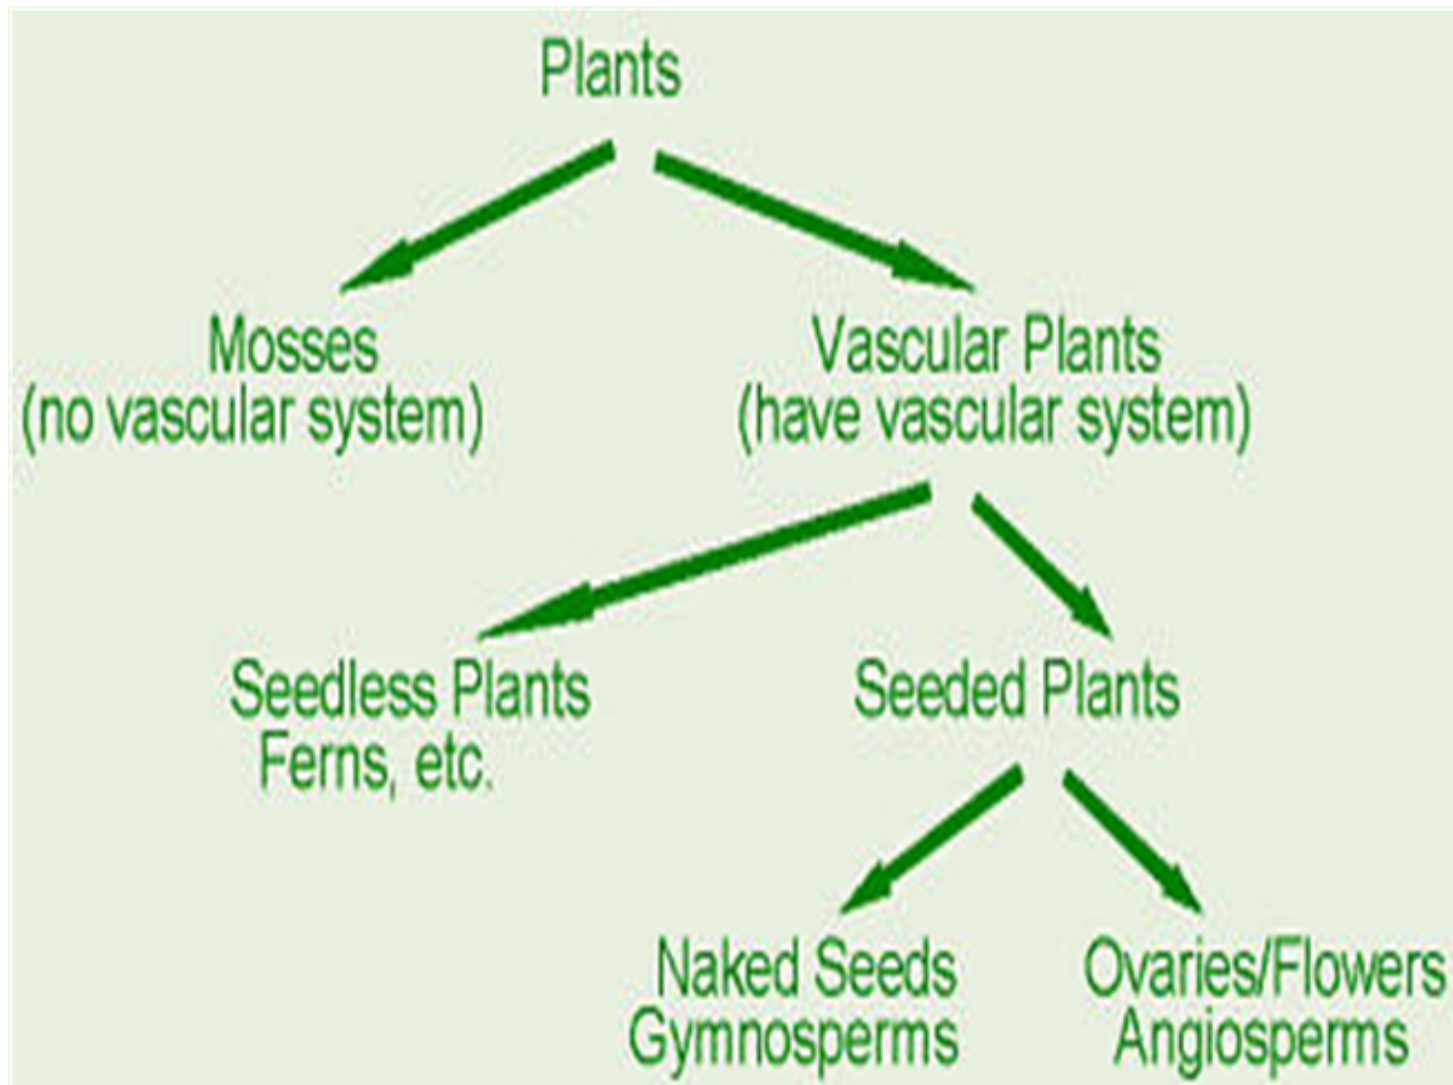 Plants
Mosses
(no vascular system)
Vascular Plants
(have vascular system)
Seedless Plants
Ferns, etc.
Seeded Plants
Naked Seeds
Gymnosperms
Ovaries/Flowers
Angiosperms